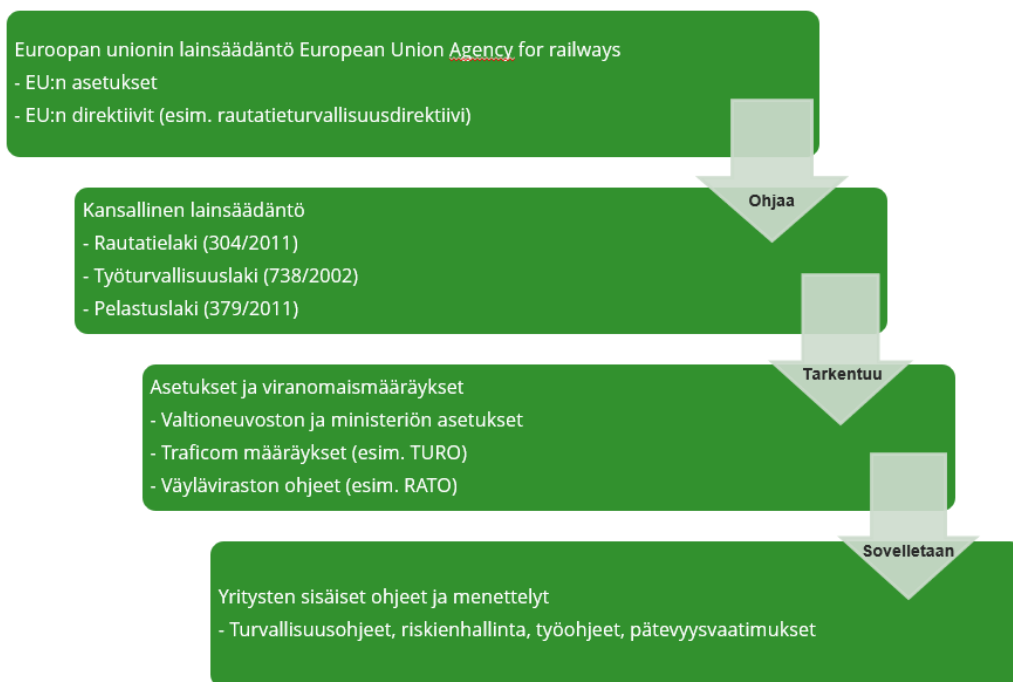 Euroopan unionin lainsäädäntö European Union Agency for railways
- EU:n asetukset
- EU:n direktiivit (esim. rautatieturvallisuusdirektiivi)
Ohjaa
Kansallinen lainsäädäntö
- Rautatielaki (304/2011)
- Työturvallisuuslaki (738/2002)
- Pelastuslaki (379/2011)
Tarkentuu
Asetukset ja viranomaismääräykset
- Valtioneuvoston ja ministeriön asetukset
- Traficom määräykset (esim. TURO)
- Väyläviraston ohjeet (esim. RATO)
Sovelletaan
Yritysten sisäiset ohjeet ja menettelyt
- Turvallisuusohjeet, riskienhallinta, työohjeet, pätevyysvaatimukset